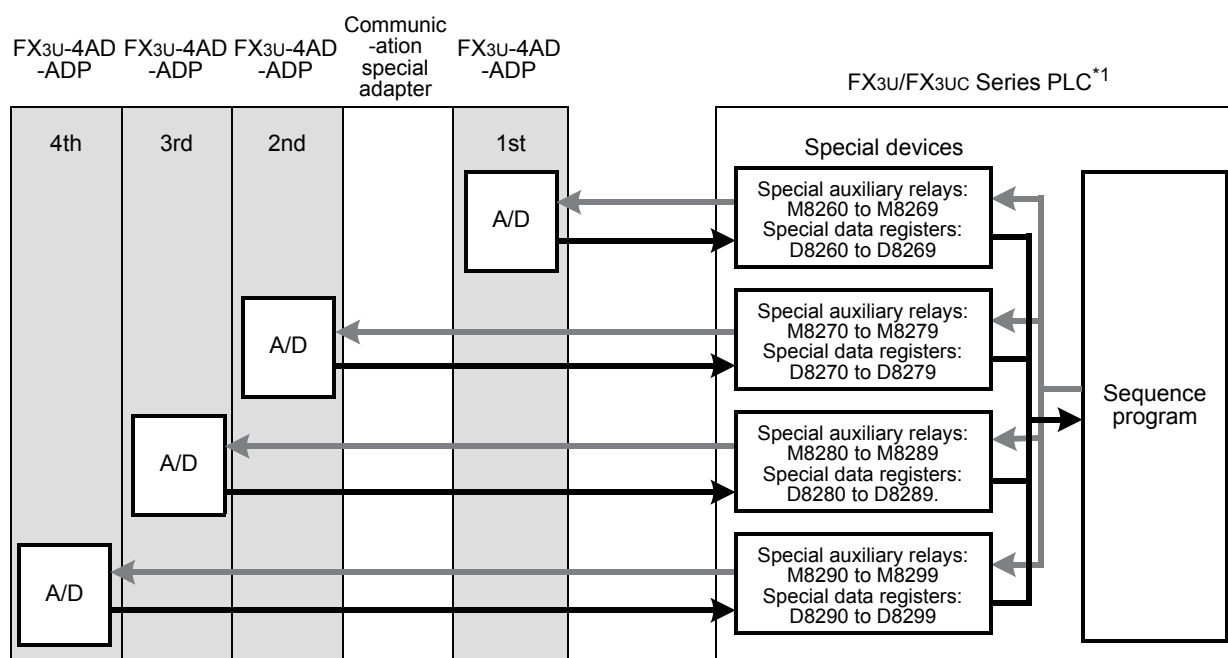 FX3U-4AD
-ADP
FX3U-4AD
-ADP
FX3U-4AD
-ADP
Communic
-ation
special
adapter
FX3U-4AD
-ADP
FX3U/FX3UC Series PLC*1
4th
3rd
2nd
1st
Special devices
A/D
Special auxiliary relays:
M8260 to M8269
Special data registers:
D8260 to D8269
A/D
Special auxiliary relays:
M8270 to M8279
Special data registers:
D8270 to D8279
Sequence
program
A/D
Special auxiliary relays:
M8280 to M8289
Special data registers:
D8280 to D8289.
A/D
Special auxiliary relays:
M8290 to M8299
Special data registers:
D8290 to D8299